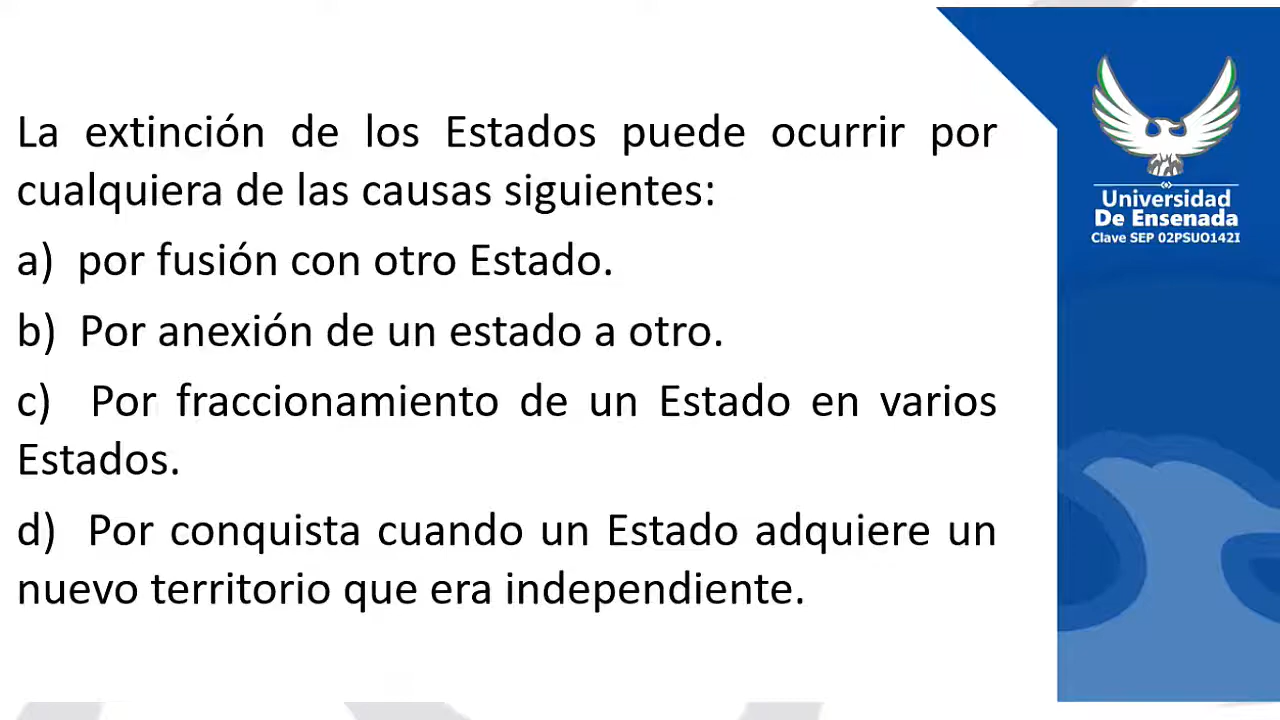 La extinción de los Estados puede ocurrir por
cualquiera de las causas siguientes:
a) por fusión con otro Estado.
b) Por anexión de un estado a otro.
c) Por fraccionamiento de un Estado en varios
Estados.
d) Por conquista cuando un Estado adquiere un
nuevo territorio que era independiente.
Universidad
De Ensenada
Clave SEP 02PSUO142I